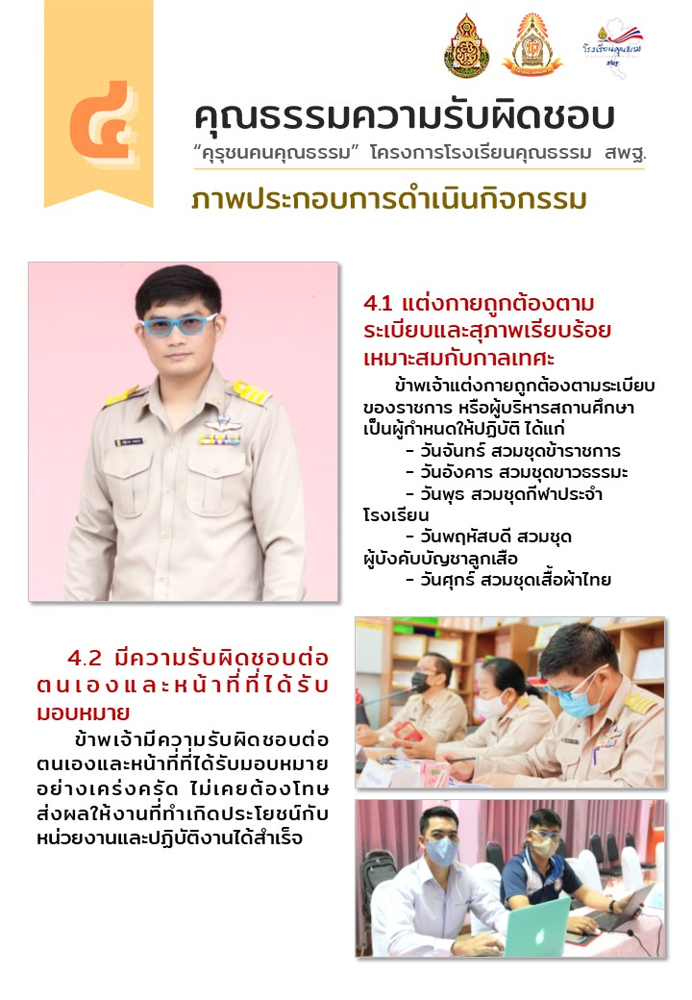 โรงเรียนคุณธรรม
สพฐ.
๔
คุณธรรมความรับผิดชอบ
“คุรุชนคนคุณธรรม” โครงการโรงเรียนคุณธรรม สพฐ.
ภาพประกอบการดำเนินกิจกรรม
4.1 แต่งกายถูกต้องตาม
ระเบียบและสุภาพเรียบร้อย
เหมาะสมกับกาลเทศะ
ข้าพเจ้าแต่งกายถูกต้องตามระเบียบ
ของราชการ หรือผู้บริหารสถานศึกษา
เป็นผู้กำหนดให้ปฏิบัติ ได้แก่
- วันจันทร์ สวมชุดข้าราชการ
- วันอังคาร สวมชุดขาวธรรมะ
- วันพุธ สวมชุดกีฬาประจำ
โรงเรียน
- วันพฤหัสบดี สวมชุด
ผู้บังคับบัญชาลูกเสือ
- วันศุกร์ สวมชุดเสื้อผ้าไทย
4.2 มีความรับผิดชอบต่อ
ตนเองและหน้าที่ที่ได้รับ
มอบหมาย
ข้าพเจ้ามีความรับผิดชอบต่อ
ตนเองและหน้าที่ที่ได้รับมอบหมาย
อย่างเคร่งครัด ไม่เคยต้องโทษ
ส่งผลให้งานที่ทำเกิดประโยชน์กับ
หน่วยงานและปฏิบัติงานได้สำเร็จ